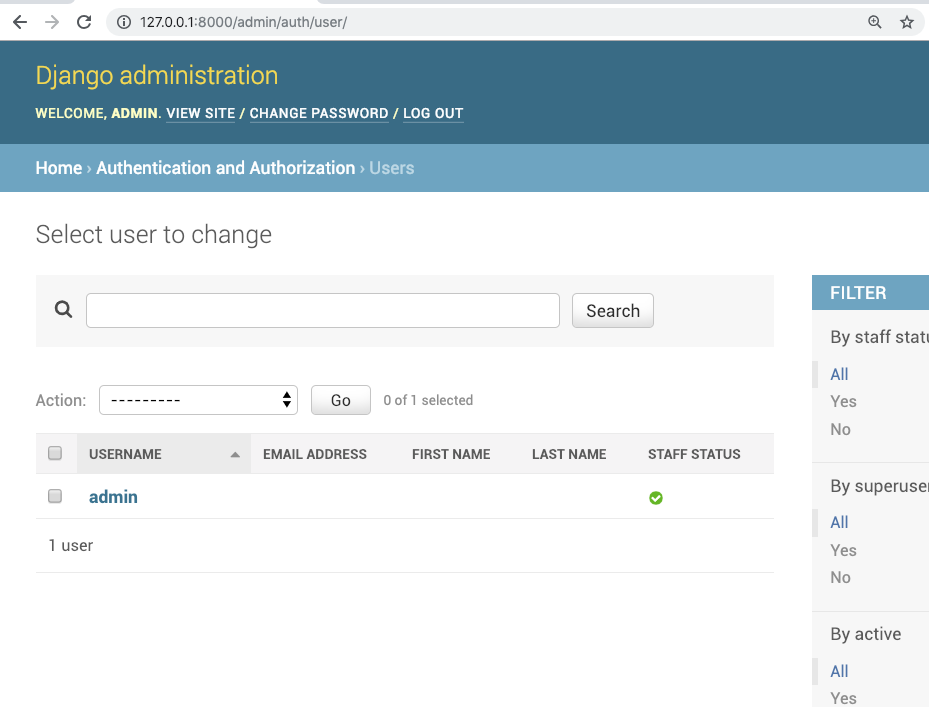 127.0.0.1:8000/admin/auth/user/
Django administration
WELCOME, ADMIN. VIEW SITE / CHANGE PASSWORD / LOG OUT
Home › Authentication and Authorization › Users
Select user to change
Search
FILTER
By staff statu
All
Yes
No
By superuser
All
Yes
No
By active
All
Yes
Action: --------- Go 0 of 1 selected
USERNAME EMAIL ADDRESS FIRST NAME LAST NAME STAFF STATUS
admin
1 user